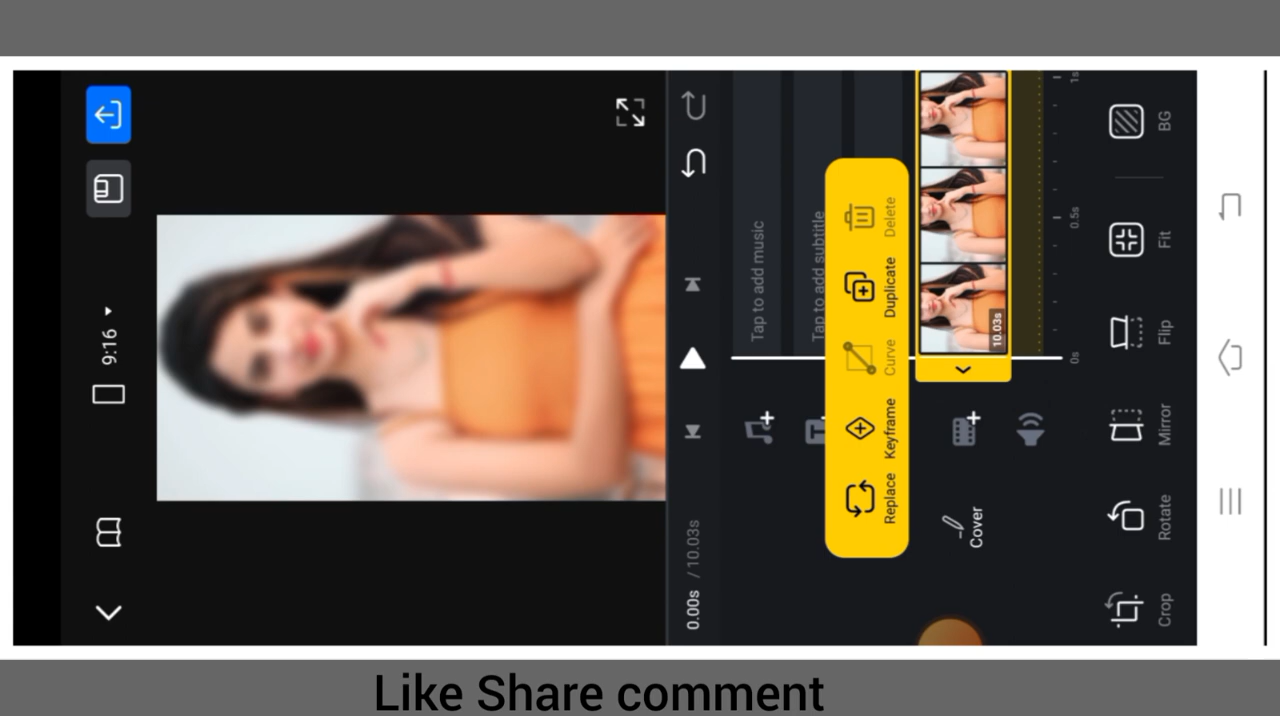 9:16
0.00s / 10.03s
Tap to add music
Tap to add subtitle
Replace Keyframe Curve Duplicate Delete
10.03s
Cover
0s 0.5s 1s
Crop Rotate Mirror Flip Fit BG
Like Share comment